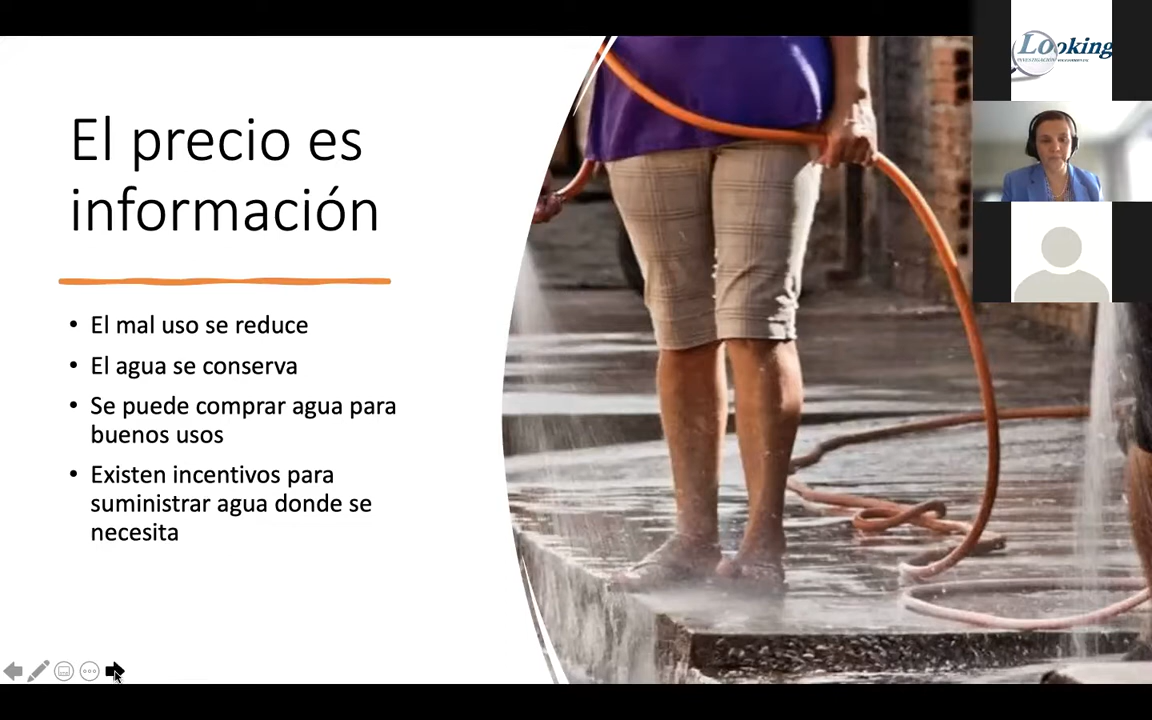 El precio es
información
• El mal uso se reduce
• El agua se conserva
• Se puede comprar agua para
buenos usos
• Existen incentivos para
suministrar agua donde se
necesita
Looking